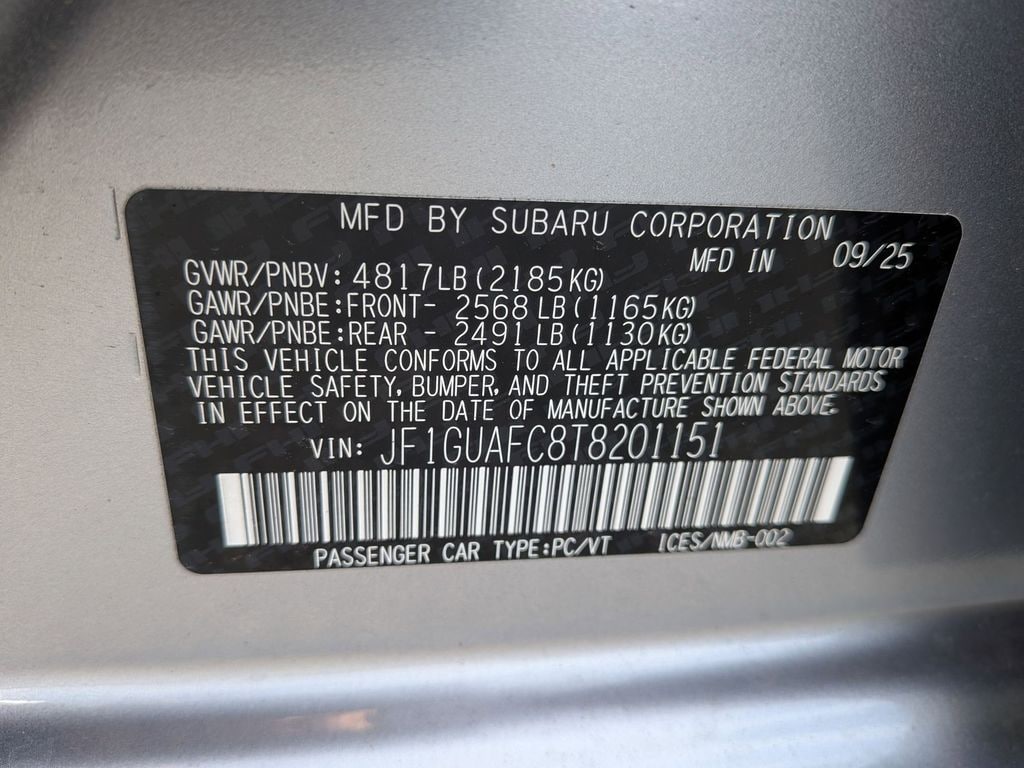 MFD BY SUBARU CORPORATION
MFD IN 09/25
GVWR/PNBV: 4817LB(2185KG)
GAWR/PNBE:FRONT- 2568LB(1165KG)
GAWR/PNBE:REAR - 2491LB(1130KG)
THIS VEHICLE CONFORMS TO ALL APPLICABLE FEDERAL MOTOR
VEHICLE SAFETY, BUMPER, AND THEFT PREVENTION STANDARDS
IN EFFECT ON THE DATE OF MANUFACTURE SHOWN ABOVE.
VIN: JF1GUAFC8T8201151
PASSENGER CAR TYPE:PC/VT ICES/NMB-002